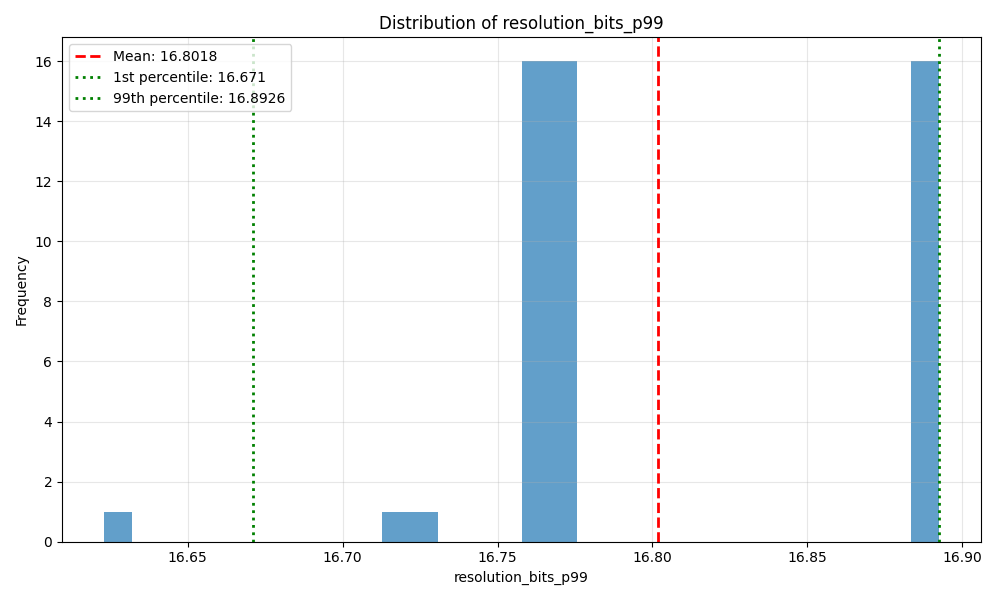 Distribution of resolution_bits_p99
Mean: 16.8018
1st percentile: 16.671
99th percentile: 16.8926
16
14
12
10
8
6
4
2
0
Frequency
16.65
16.70
16.75
16.80
16.85
16.90
resolution_bits_p99